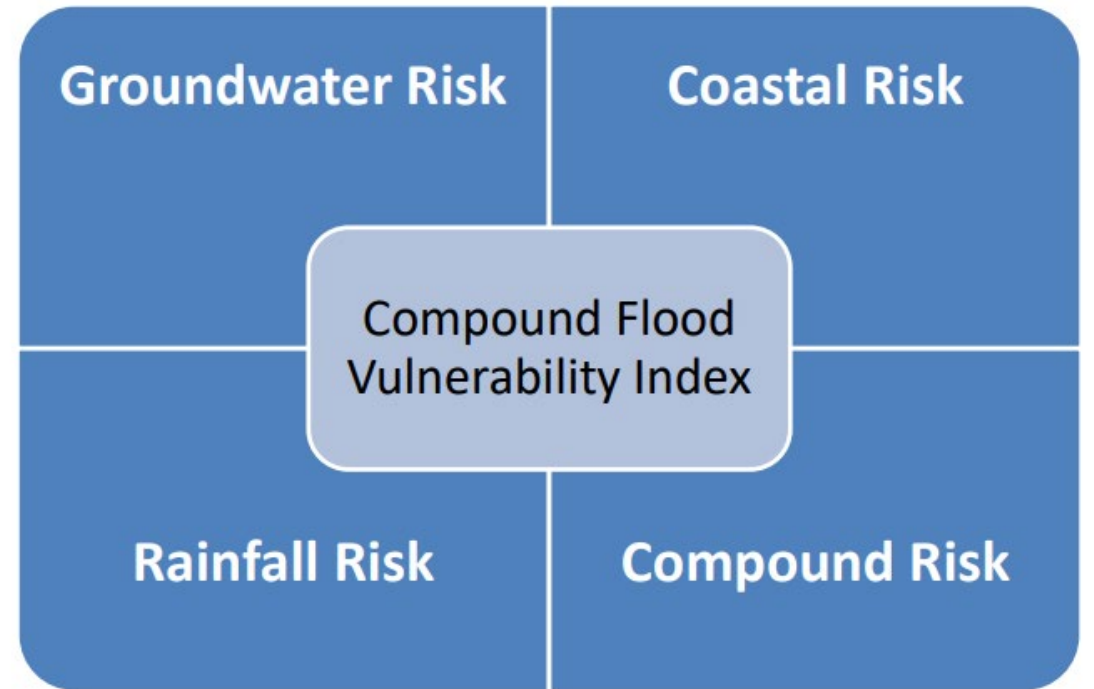 Groundwater Risk
Coastal Risk
Compound Flood
Vulnerability Index
Rainfall Risk
Compound Risk